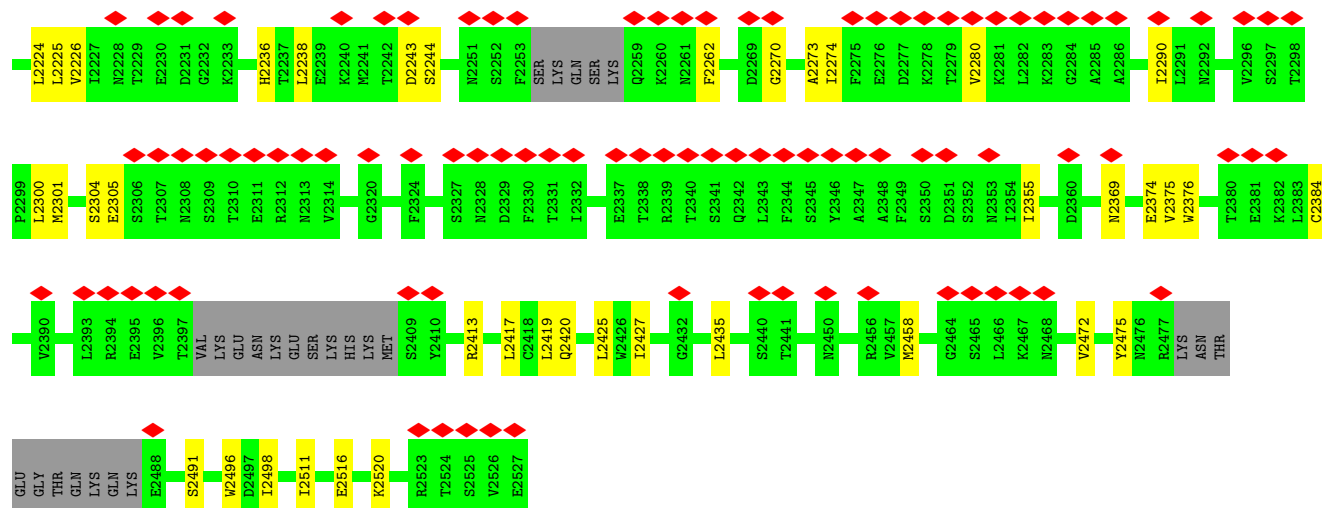 L2224 L2225 V2226 I2227 N2228 T2229 E2230 D2231 G2232 K2233 H2236 T2237 L2238 E2239 K2240 M2241 T2242 D2243 S2244 N2251 S2252 F2253 SER LYS GLN SER LYS Q2259 K2260 N2261 F2262 D2269 G2270 A2273 I2274 F2275 E2276 D2277 K2278 T2279 V2280 K2281 L2282 K2283 G2284 A2285 A2286 I2290 L2291 N2292 V2296 S2297 T2298
P2299 L2300 M2301 S2304 E2305 S2306 T2307 N2308 S2309 T2310 E2311 R2312 N2313 V2314 G2320 F2324 S2327 N2328 D2329 F2330 T2331 I2332 E2337 T2338 R2339 T2340 S2341 Q2342 L2343 F2344 S2345 Y2346 A2347 A2348 F2349 S2350 D2351 S2352 N2353 I2354 I2355 D2360 N2369 E2374 V2375 W2376 T2380 E2381 K2382 L2383 C2384
V2390 L2393 R2394 E2395 V2396 T2397 VAL LYS GLU ASN LYS GLU SER LYS HIS LYS MET S2409 Y2410 R2413 L2417 C2418 L2419 Q2420 L2425 W2426 I2427 G2432 L2435 S2440 T2441 N2450 R2456 V2457 M2458 G2464 S2465 L2466 K2467 N2468 V2472 Y2475 N2476 R2477 LYS ASN THR
GLU GLY THR GLN LYS GLN LYS E2488 S2491 W2496 D2497 I2498 I2511 E2516 K2520 R2523 T2524 S2525 V2526 E2527